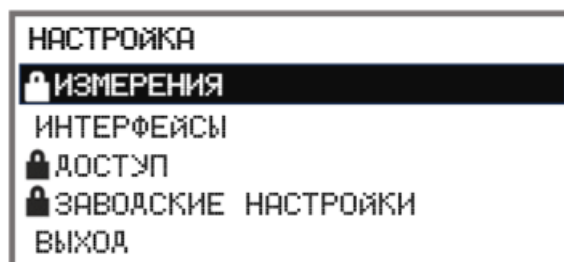 НАСТРОЙКА
ИЗМЕРЕНИЯ
ИНТЕРФЕЙСЫ
ДОСТУП
ЗАВОДСКИЕ НАСТРОЙКИ
ВЫХОД